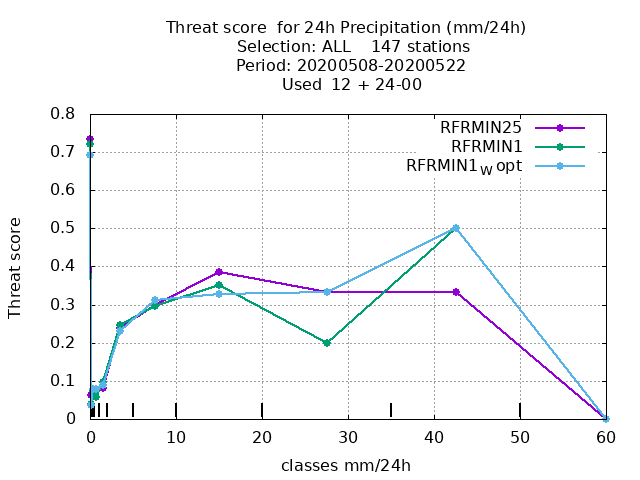 Threat score  for 24h Precipitation (mm/24h)
Selection: ALL    147 stations
Period: 20200508-20200522
Used  12 + 24-00
RFRMIN25
RFRMIN1
RFRMIN1W opt
Threat score
0.8
0.7
0.6
0.5
0.4
0.3
0.2
0.1
0
0 10 20 30 40 50 60
classes mm/24h